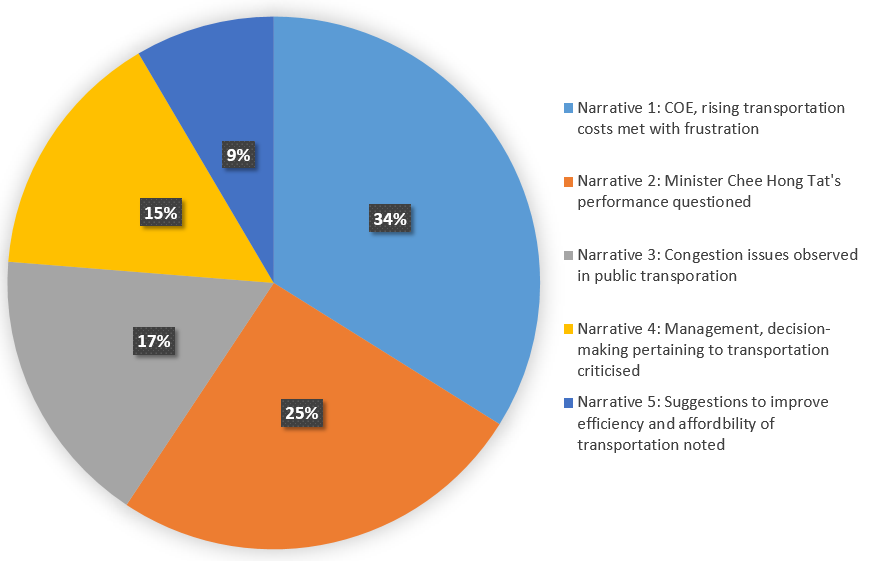 34%
25%
17%
15%
9%
Narrative 1: COE, rising transportation
costs met with frustration
Narrative 2: Minister Chee Hong Tat's
performance questioned
Narrative 3: Congestion issues observed
in public transporation
Narrative 4: Management, decision-
making pertaining to transportation
criticised
Narrative 5: Suggestions to improve
efficiency and affordbility of
transportation noted